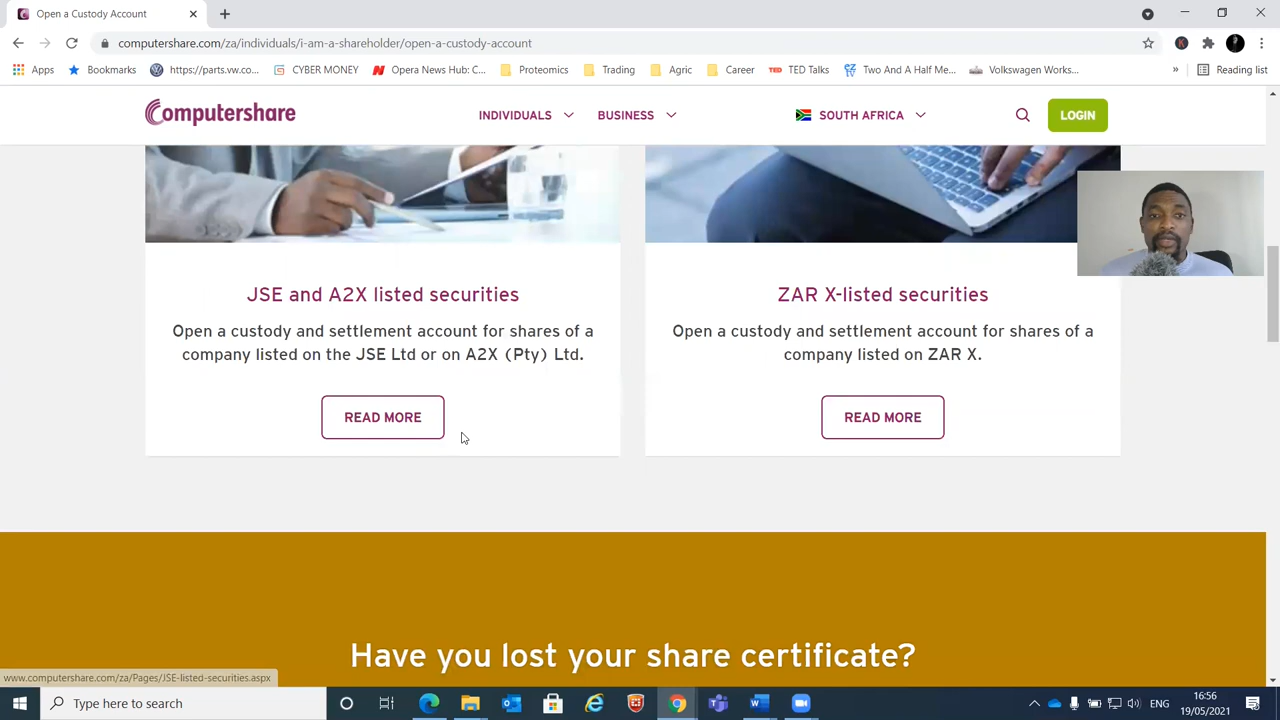 Open a Custody Account
computershare.com/za/individuals/i-am-a-shareholder/open-a-custody-account
Apps
Bookmarks
https://parts.vw.co...
CYBER MONEY
Opera News Hub: C...
Proteomics
Trading
Agric
Career
TED Talks
Two And A Half Me...
Volkswagen Works...
»
Reading list
Computershare
INDIVIDUALS
BUSINESS
SOUTH AFRICA
LOGIN
JSE and A2X listed securities
Open a custody and settlement account for shares of a
company listed on the JSE Ltd or on A2X (Pty) Ltd.
READ MORE
ZAR X-listed securities
Open a custody and settlement account for shares of a
company listed on ZAR X.
READ MORE
Have you lost your share certificate?
www.computershare.com/za/Pages/JSE-listed-securities.aspx
Type here to search
ENG
16:56
19/05/2021